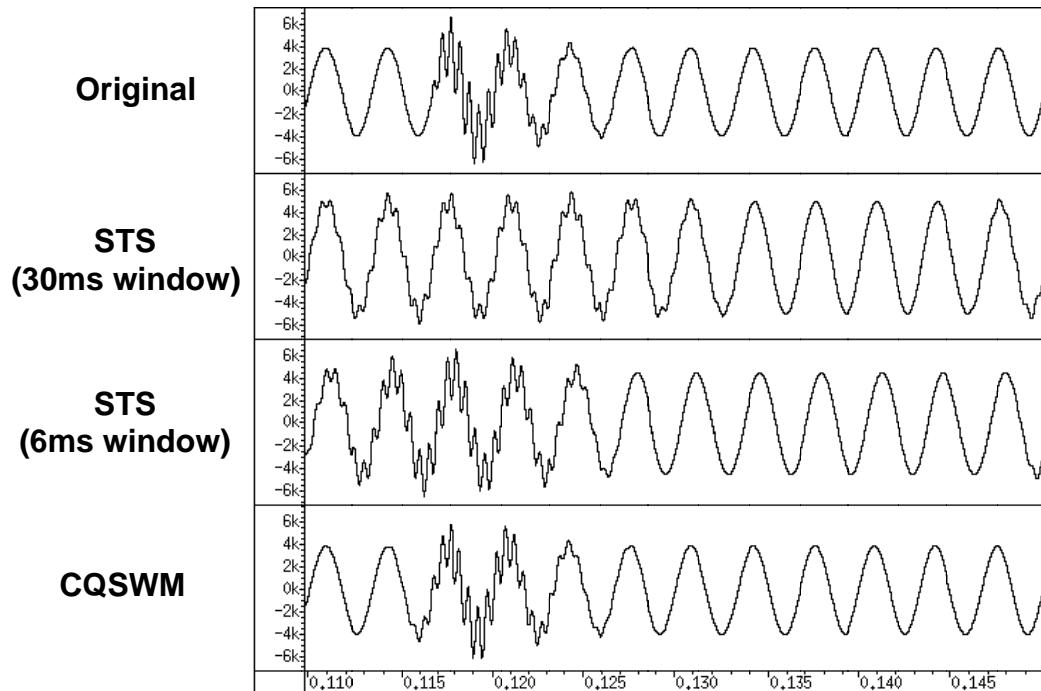 Original
6k
4k
2k
0k
-2k
-4k
-6k
STS
(30ms window)
6k
4k
2k
0k
-2k
-4k
-6k
STS
(6ms window)
6k
4k
2k
0k
-2k
-4k
-6k
CQSWM
6k
4k
2k
0k
-2k
-4k
-6k
0.110 0.115 0.120 0.125 0.130 0.135 0.140 0.145